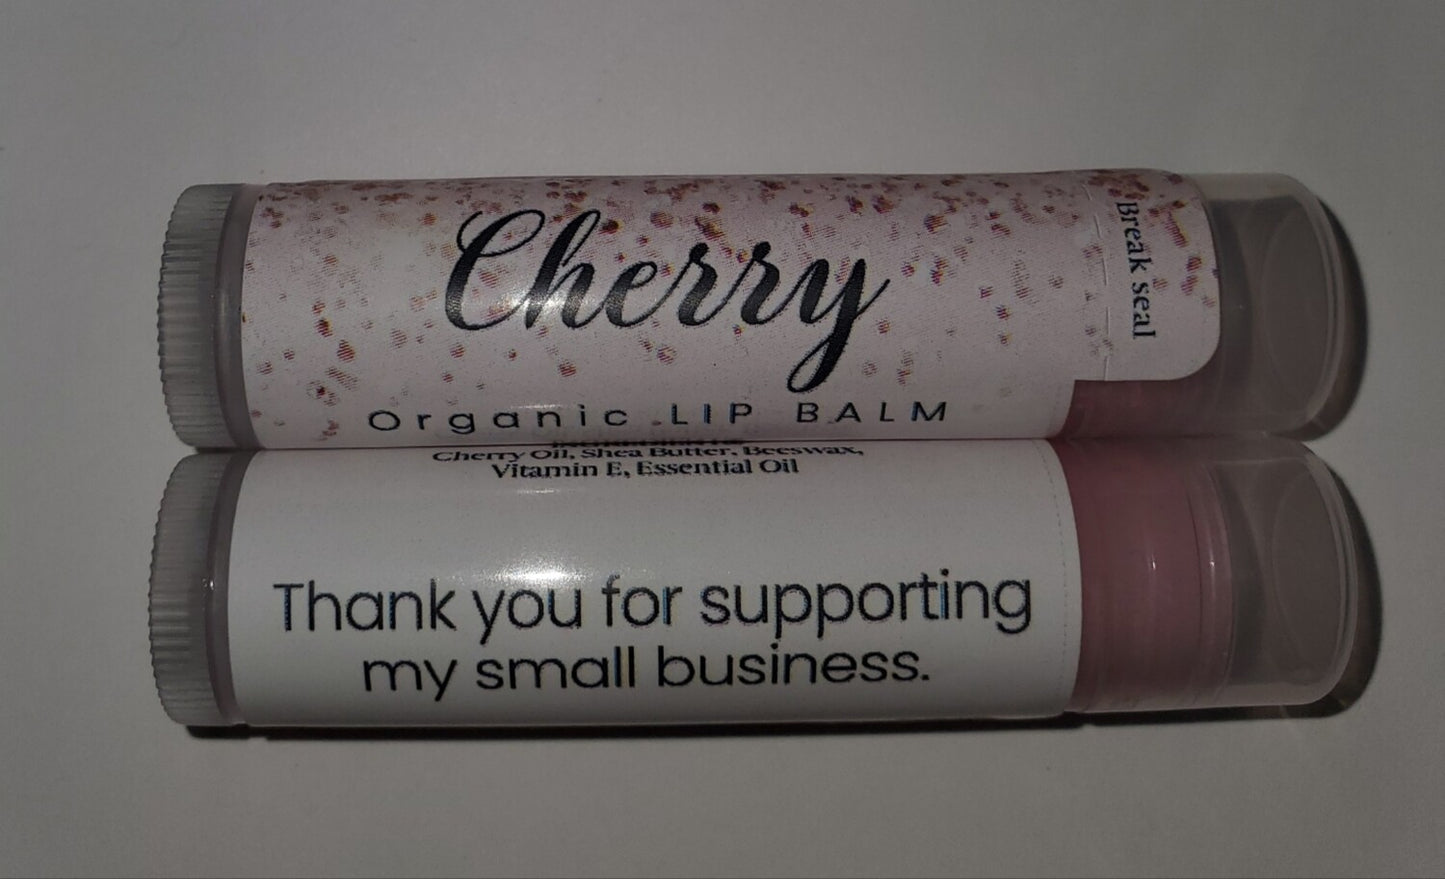 Cherry
Organic LIP BALM
Break seal
Cherry Oil, Shea Butter, Beeswax,
Vitamin E, Essential Oil
Thank you for supporting
my small business.